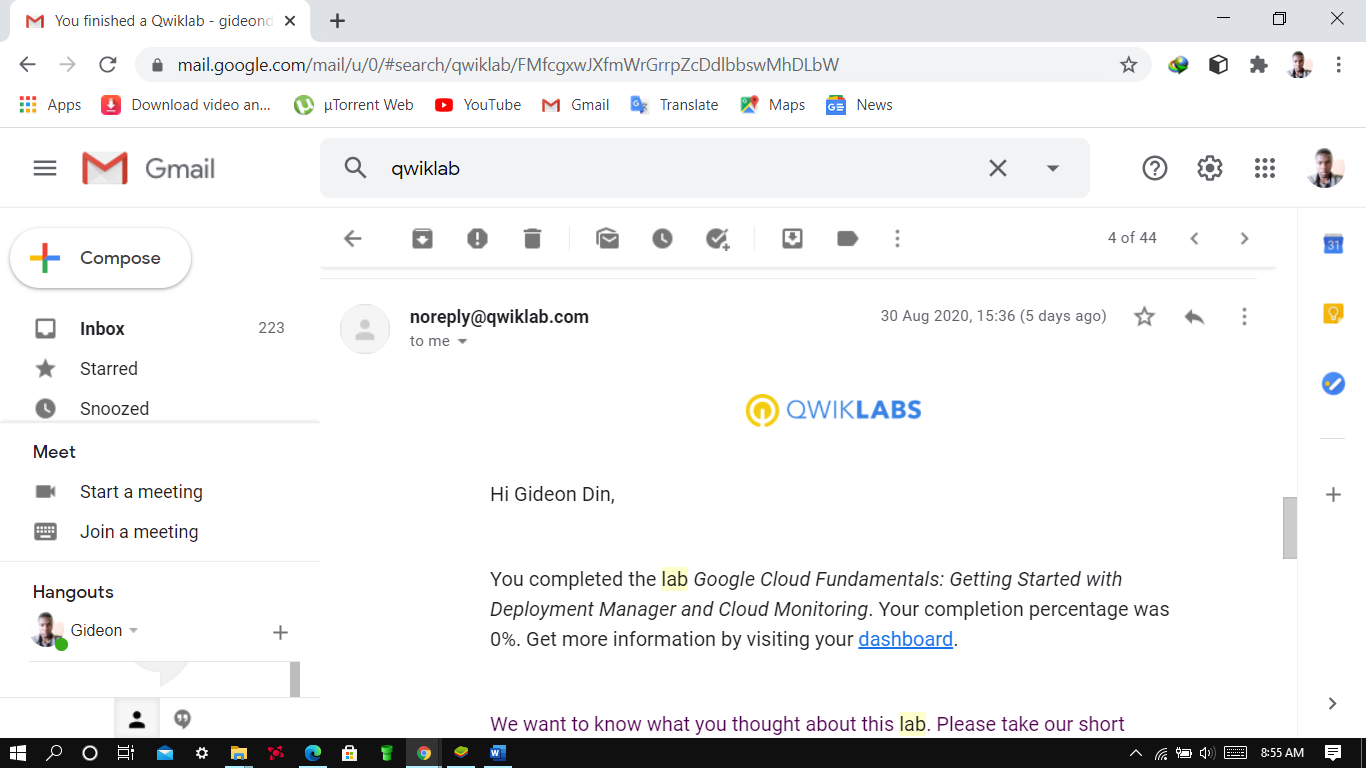 You finished a Qwiklab - gideond
mail.google.com/mail/u/0/#search/qwiklab/FMfcgxwJXfmWrGrrpZcDdlbbswMhDLbW
Apps Download video an... µTorrent Web YouTube Gmail Translate Maps News
Gmail
qwiklab
Compose
4 of 44
31
Inbox 223
Starred
Snoozed
Meet
Start a meeting
Join a meeting
Hangouts
Gideon
noreply@qwiklab.com
30 Aug 2020, 15:36 (5 days ago)
to me
QWIKLABS
Hi Gideon Din,
You completed the lab Google Cloud Fundamentals: Getting Started with
Deployment Manager and Cloud Monitoring. Your completion percentage was
0%. Get more information by visiting your dashboard.
We want to know what you thought about this lab. Please take our short
8:55 AM